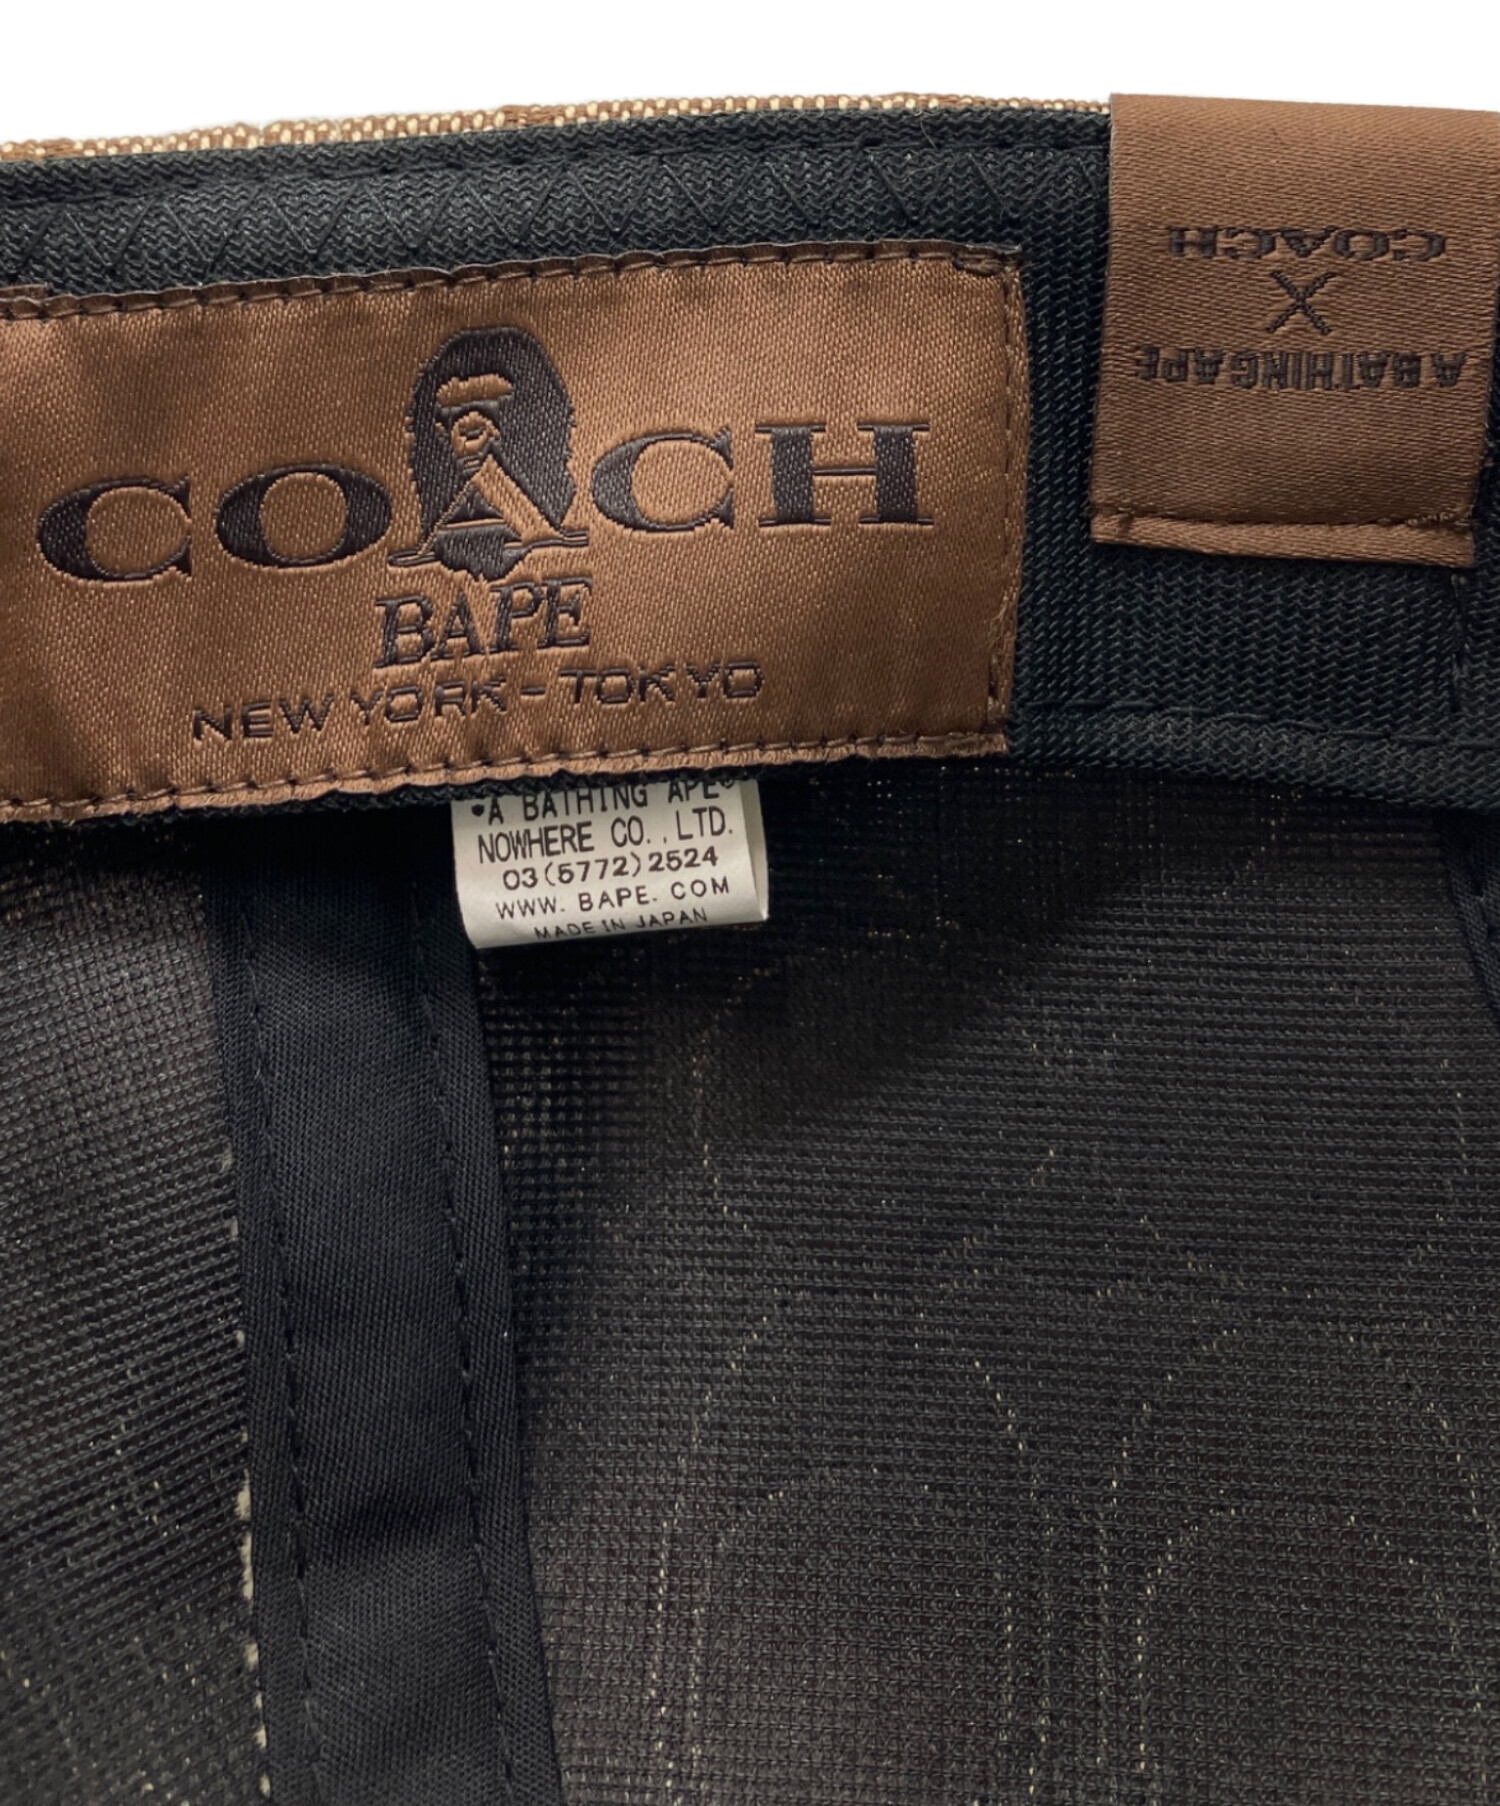 COACH
BAPE
NEW YORK - TOKYO
A BATHING APE
X
COACH
•A BATHING APE®
NOWHERE CO., LTD.
03(5772)2524
WWW. BAPE. COM
MADE IN JAPAN